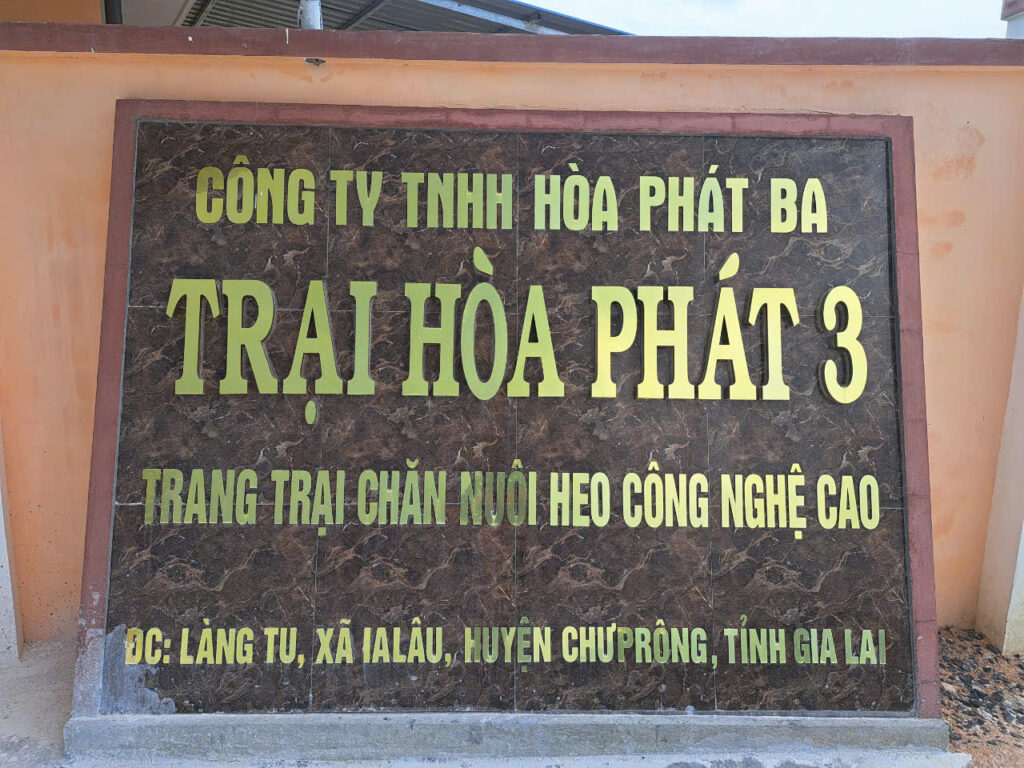 CÔNG TY TNHH HÒA PHÁT BA
TRẠI HÒA PHÁT 3
TRANG TRẠI CHĂN NUÔI HEO CÔNG NGHỆ CAO
ĐC: LÀNG TU, XÃ IALÂU, HUYỆN CHƯPRÔNG, TỈNH GIA LAI